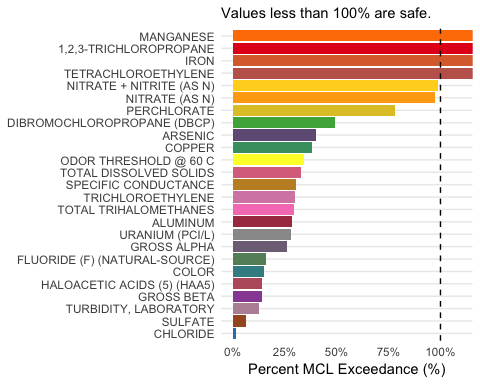 Values less than 100% are safe.
MANGANESE
1,2,3-TRICHLOROPROPANE
IRON
TETRACHLOROETHYLENE
NITRATE + NITRITE (AS N)
NITRATE (AS N)
PERCHLORATE
DIBROMOCHLOROPROPANE (DBCP)
ARSENIC
COPPER
ODOR THRESHOLD @ 60 C
TOTAL DISSOLVED SOLIDS
SPECIFIC CONDUCTANCE
TRICHLOROETHYLENE
TOTAL TRIHALOMETHANES
ALUMINUM
URANIUM (PCI/L)
GROSS ALPHA
FLUORIDE (F) (NATURAL-SOURCE)
COLOR
HALOACETIC ACIDS (5) (HAA5)
GROSS BETA
TURBIDITY, LABORATORY
SULFATE
CHLORIDE
0% 25% 50% 75% 100%
Percent MCL Exceedance (%)